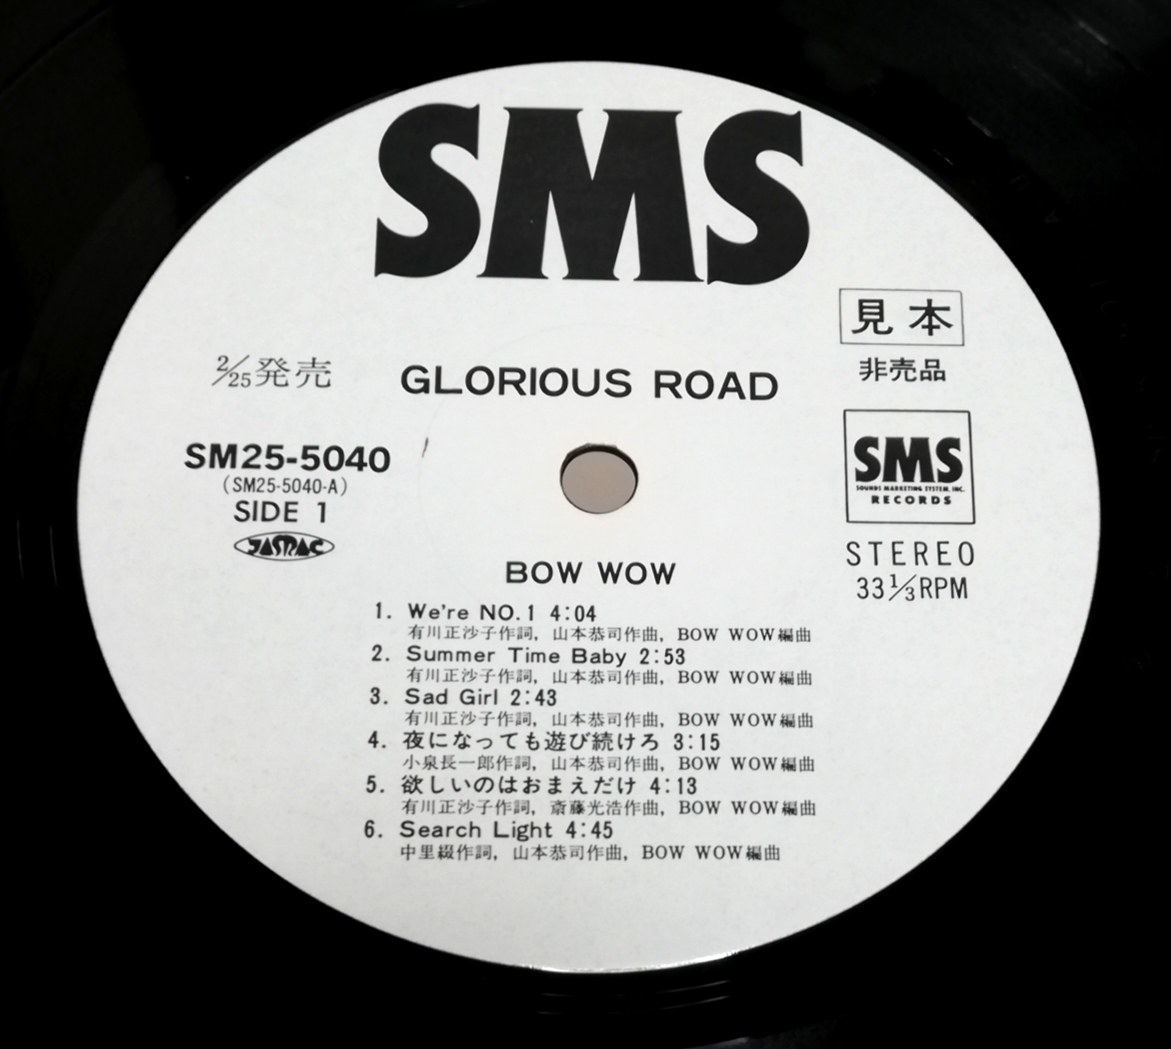 SMS
見本
非売品
2/25発売
GLORIOUS ROAD
SM25-5040
(SM25-5040-A)
SIDE 1
JASRAC
SMS
SOUNDS MARKETING SYSTEM, INC.
RECORDS
STEREO
33 1/3 RPM
BOW WOW
1. We're NO.1 4:04
有川正沙子作詞, 山本恭司作曲, BOW WOW編曲
2. Summer Time Baby 2:53
有川正沙子作詞, 山本恭司作曲, BOW WOW編曲
3. Sad Girl 2:43
有川正沙子作詞, 山本恭司作曲, BOW WOW編曲
4. 夜になっても遊び続けろ 3:15
小泉長一郎作詞, 山本恭司作曲, BOW WOW編曲
5. 欲しいのはおまえだけ 4:13
有川正沙子作詞, 斎藤光浩作曲, BOW WOW編曲
6. Search Light 4:45
中里綴作詞, 山本恭司作曲, BOW WOW編曲